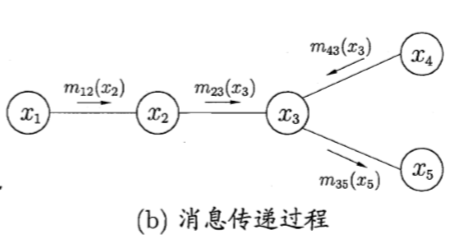 m₄₃(x₃)
x₄
m₁₂(x₂) m₂₃(x₃)
x₁ x₂ x₃
m₃₅(x₅)
x₅
(b) 消息传递过程